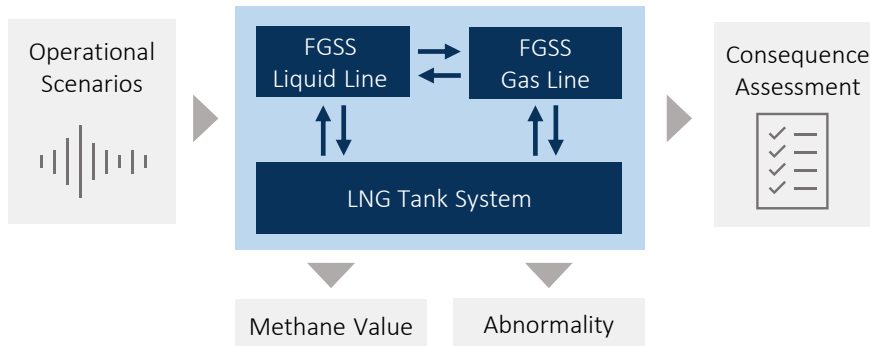 Operational
Scenarios
FGSS
Liquid Line
FGSS
Gas Line
LNG Tank System
Consequence
Assessment
Methane Value
Abnormality